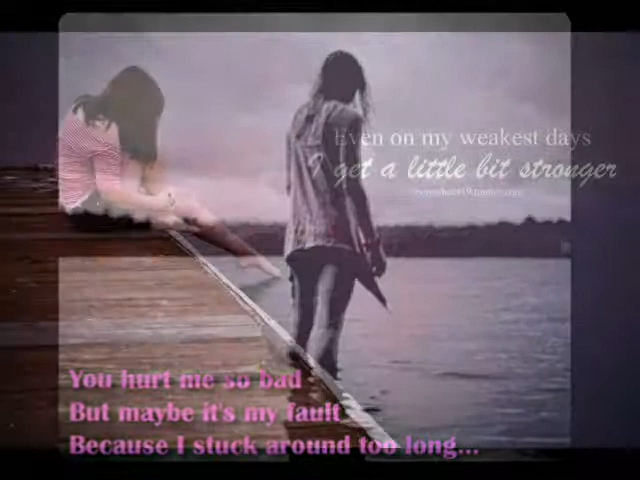 Even on my weakest days
I get a little bit stronger
You hurt me so bad
But maybe it's my fault
Because I stuck around too long...